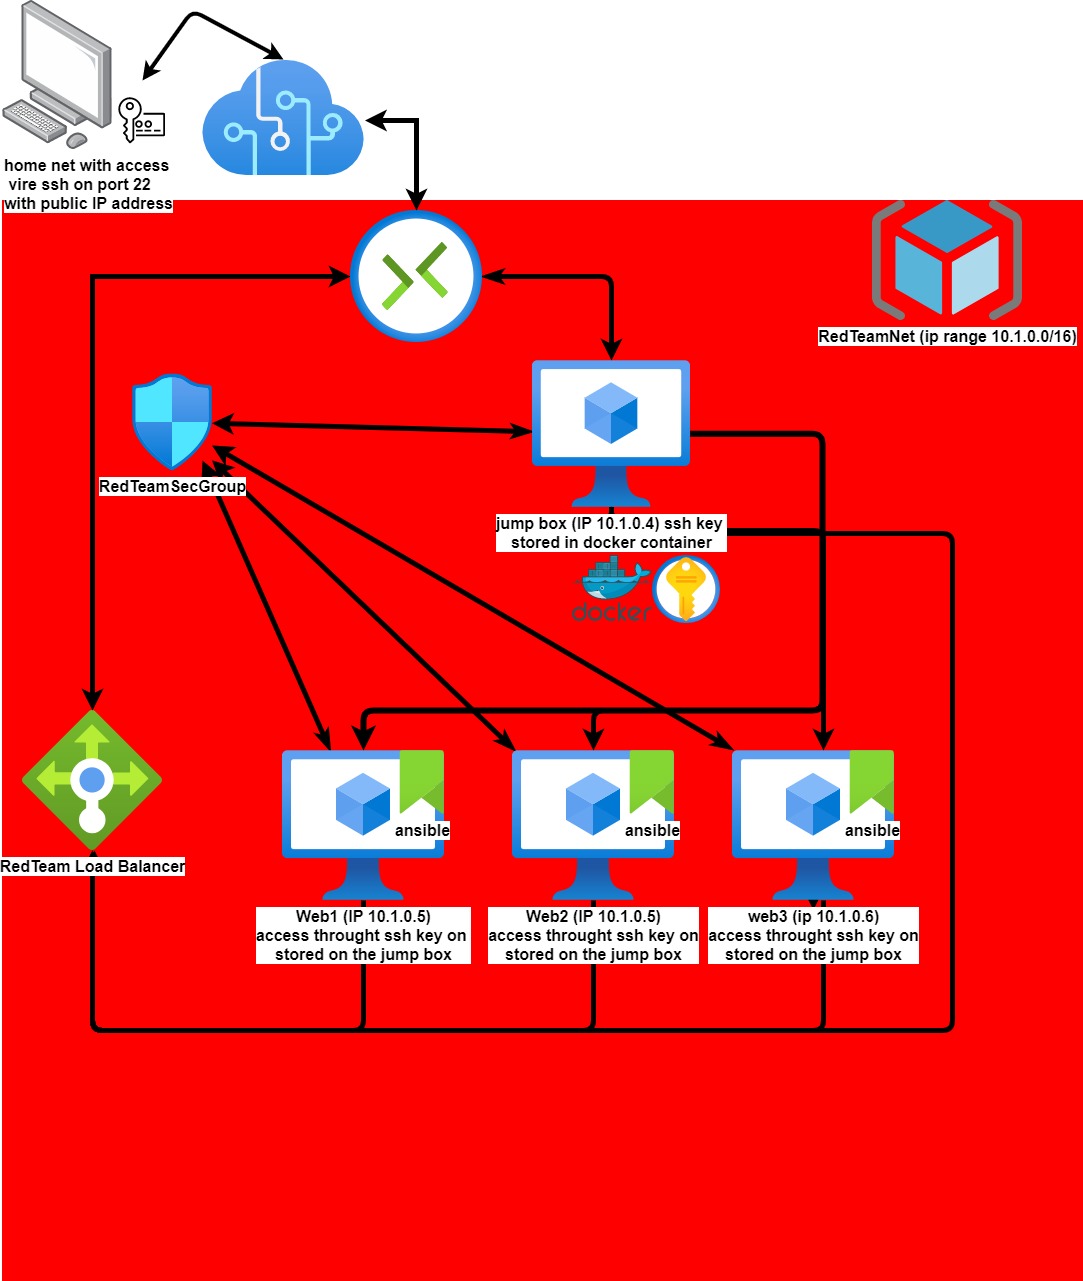 home net with access
vire ssh on port 22
with public IP address
RedTeamNet (ip range 10.1.0.0/16)
RedTeamSecGroup
jump box (IP 10.1.0.4) ssh key
stored in docker container
docker
ansible
ansible
ansible
RedTeam Load Balancer
Web1 (IP 10.1.0.5)
access throught ssh key on
stored on the jump box
Web2 (IP 10.1.0.5)
access throught ssh key on
stored on the jump box
web3 (ip 10.1.0.6)
access throught ssh key on
stored on the jump box